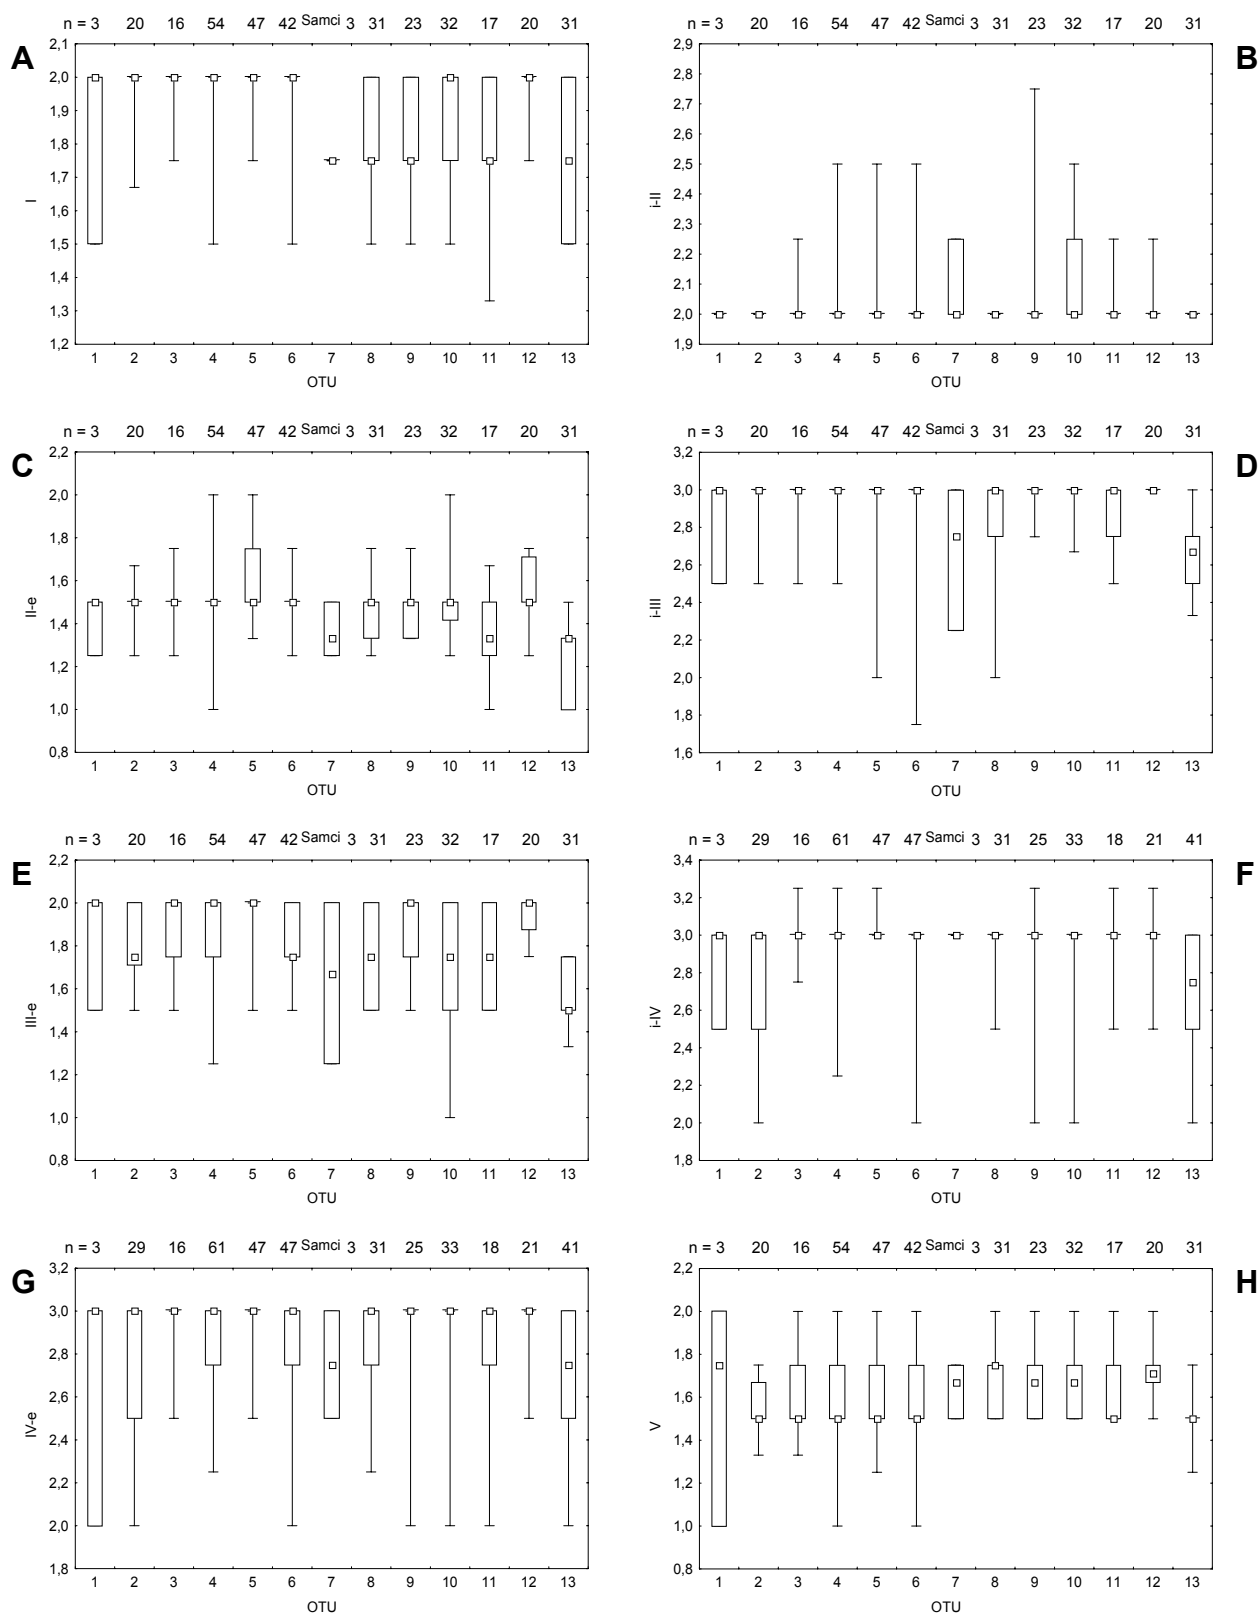 n = 3 20 16 54 47 42 Samci 3 31 23 32 17 20 31
A
2,1
2,0
1,9
1,8
1,7
1,6
1,5
1,4
1,3
1,2
I
1 2 3 4 5 6 7 8 9 10 11 12 13
OTU
n = 3 20 16 54 47 42 Samci 3 31 23 32 17 20 31
B
2,9
2,8
2,7
2,6
2,5
2,4
2,3
2,2
2,1
2,0
1,9
i-II
1 2 3 4 5 6 7 8 9 10 11 12 13
OTU
n = 3 20 16 54 47 42 Samci 3 31 23 32 17 20 31
C
2,2
2,0
1,8
1,6
1,4
1,2
1,0
0,8
II-e
1 2 3 4 5 6 7 8 9 10 11 12 13
OTU
n = 3 20 16 54 47 42 Samci 3 31 23 32 17 20 31
D
3,2
3,0
2,8
2,6
2,4
2,2
2,0
1,8
1,6
i-III
1 2 3 4 5 6 7 8 9 10 11 12 13
OTU
n = 3 20 16 54 47 42 Samci 3 31 23 32 17 20 31
E
2,2
2,0
1,8
1,6
1,4
1,2
1,0
0,8
III-e
1 2 3 4 5 6 7 8 9 10 11 12 13
OTU
n = 3 29 16 61 47 47 Samci 3 31 25 33 18 21 41
F
3,4
3,2
3,0
2,8
2,6
2,4
2,2
2,0
1,8
i-IV
1 2 3 4 5 6 7 8 9 10 11 12 13
OTU
n = 3 29 16 61 47 47 Samci 3 31 25 33 18 21 41
G
3,2
3,0
2,8
2,6
2,4
2,2
2,0
1,8
IV-e
1 2 3 4 5 6 7 8 9 10 11 12 13
OTU
n = 3 20 16 54 47 42 Samci 3 31 23 32 17 20 31
H
2,2
2,0
1,8
1,6
1,4
1,2
1,0
0,8
V
1 2 3 4 5 6 7 8 9 10 11 12 13
OTU